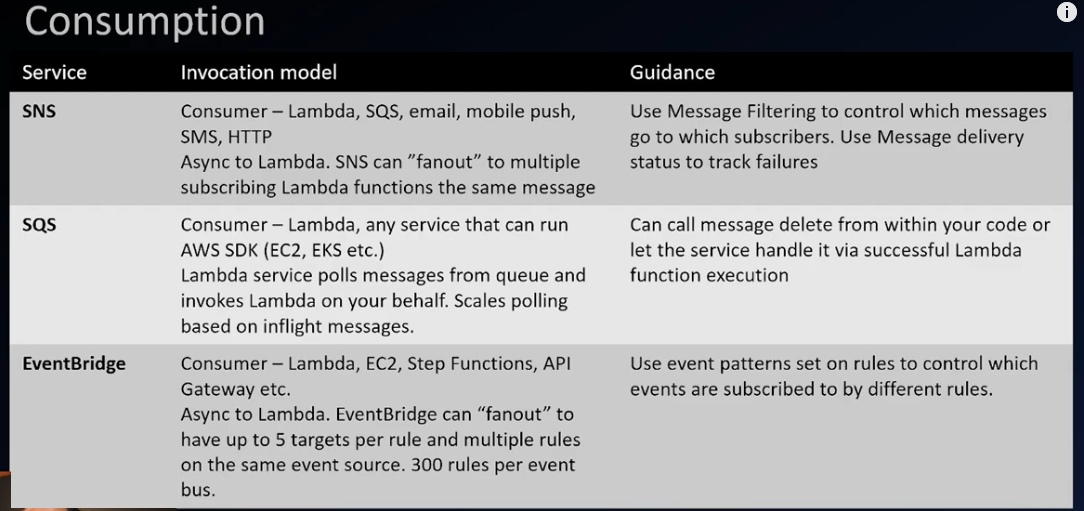 Consumption
Service Invocation model Guidance
SNS
Consumer – Lambda, SQS, email, mobile push,
SMS, HTTP
Async to Lambda. SNS can ”fanout” to multiple
subscribing Lambda functions the same message
Use Message Filtering to control which messages
go to which subscribers. Use Message delivery
status to track failures
SQS
Consumer – Lambda, any service that can run
AWS SDK (EC2, EKS etc.)
Lambda service polls messages from queue and
invokes Lambda on your behalf. Scales polling
based on inflight messages.
Can call message delete from within your code or
let the service handle it via successful Lambda
function execution
EventBridge
Consumer – Lambda, EC2, Step Functions, API
Gateway etc.
Async to Lambda. EventBridge can “fanout” to
have up to 5 targets per rule and multiple rules
on the same event source. 300 rules per event
bus.
Use event patterns set on rules to control which
events are subscribed to by different rules.